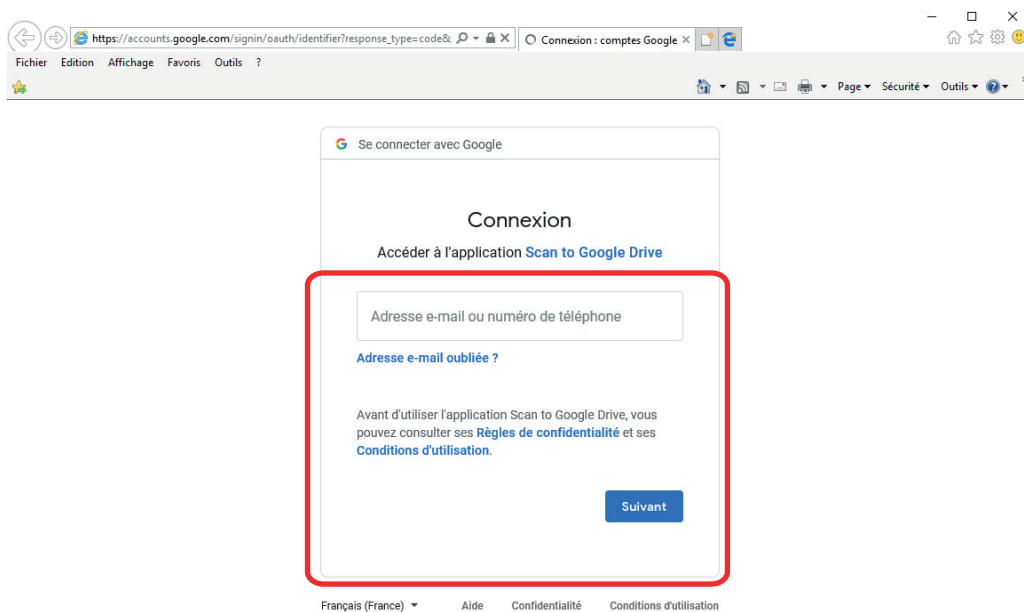 https://accounts.google.com/signin/oauth/identifier?response_type=code& Connexion : comptes Google
Fichier Edition Affichage Favoris Outils ?
Page Sécurité Outils
Se connecter avec Google
Connexion
Accéder à l'application Scan to Google Drive
Adresse e-mail ou numéro de téléphone
Adresse e-mail oubliée ?
Avant d'utiliser l'application Scan to Google Drive, vous
pouvez consulter ses Règles de confidentialité et ses
Conditions d'utilisation.
Suivant
Français (France) Aide Confidentialité Conditions d'utilisation